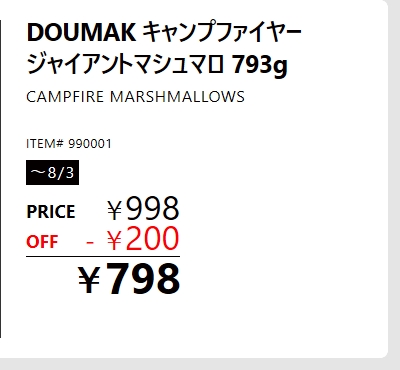 DOUMAK キャンプファイヤー
ジャイアントマシュマロ 793g
CAMPFIRE MARSHMALLOWS
ITEM# 990001
～8/3
PRICE ￥998
OFF - ￥200
￥798